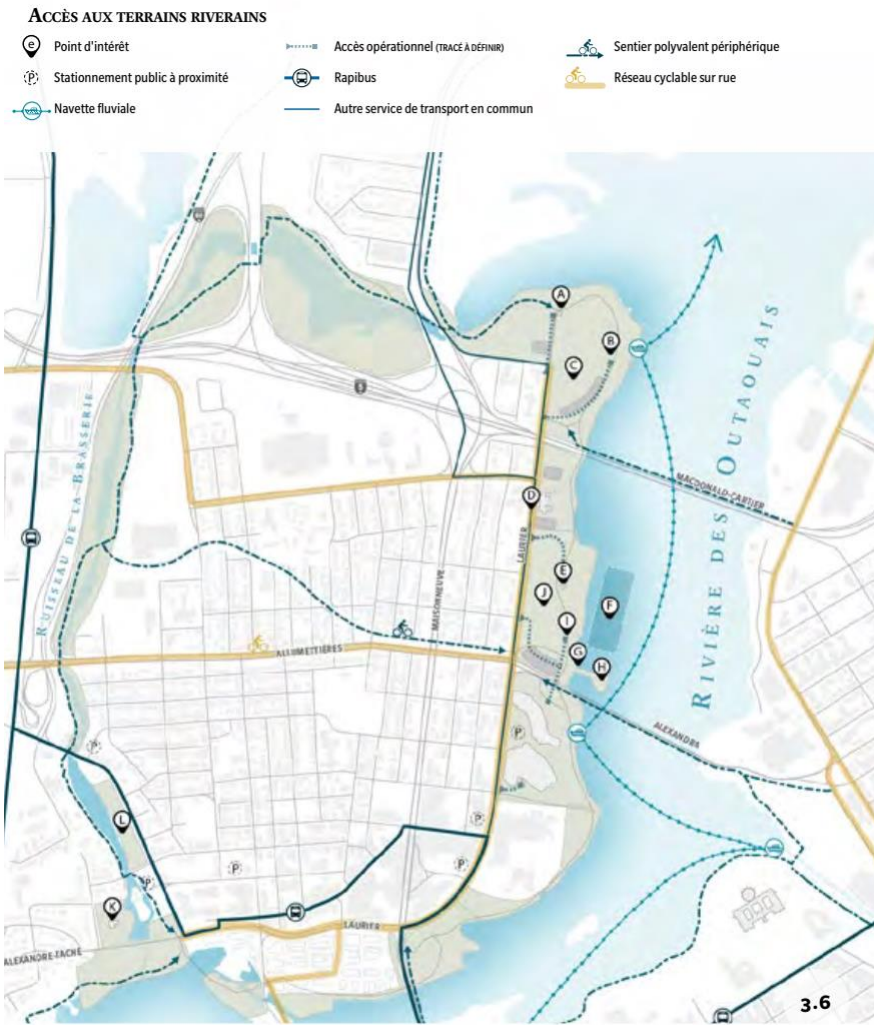 ACCÈS AUX TERRAINS RIVERAINS
e Point d'intérêt
Accès opérationnel (TRACÉ À DÉFINIR)
Sentier polyvalent périphérique
P Stationnement public à proximité
Rapibus
Réseau cyclable sur rue
Navette fluviale
Autre service de transport en commun
A
B
C
5
RUISSEAU DE LA BRASSERIE
RIVIÈRE DES OUTAOUAIS
MACDONALD-CARTIER
D
LAURIER
MAISONNEUVE
E
J
F
I
G
H
ALLUMETTIÈRES
ALEXANDRA
P
P
L
P
P
P
P
K
LAURIER
ALEXANDRE-TACHÉ
3.6